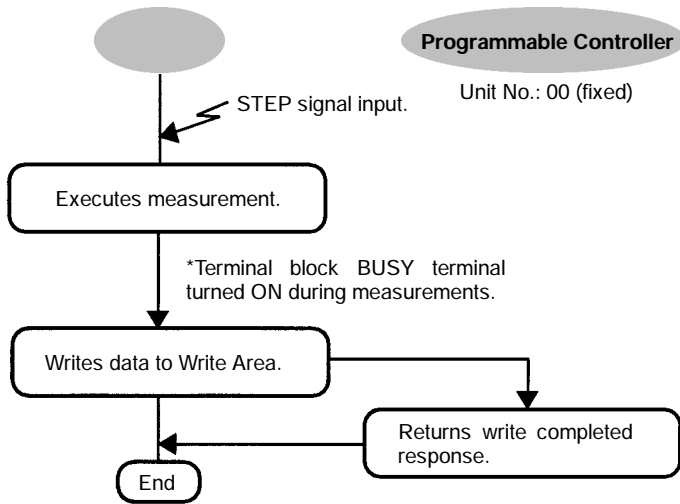 Programmable Controller
Unit No.: 00 (fixed)
STEP signal input.
Executes measurement.
*Terminal block BUSY terminal
turned ON during measurements.
Writes data to Write Area.
Returns write completed
response.
End